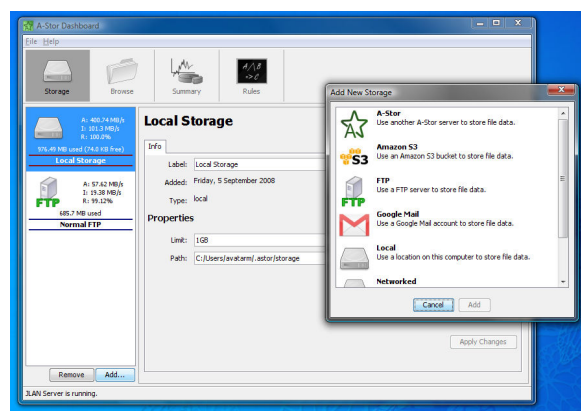 A-Stor Dashboard
File Help
Storage
Browse
Summary
A/\B
->C
Rules
A: 400.74 MB/s
I: 101.3 MB/s
R: 100.0%
976.49 MB used (74.0 KB free)
Local Storage
FTP
A: 57.62 MB/s
I: 19.38 MB/s
R: 99.12%
685.7 MB used
Normal FTP
Remove
Add...
Local Storage
Info
Label: Local Storage
Added: Friday, 5 September 2008
Type: local
Properties
Limit: 1GB
Path: C:/Users/avatarm/.astor/storage
Apply Changes
JLAN Server is running.
Add New Storage
A-Stor
Use another A-Stor server to store file data.
S3
Amazon S3
Use an Amazon S3 bucket to store file data.
FTP
FTP
Use a FTP server to store file data.
Google Mail
Use a Google Mail account to store file data.
Local
Use a location on this computer to store file data.
Networked
Cancel
Add